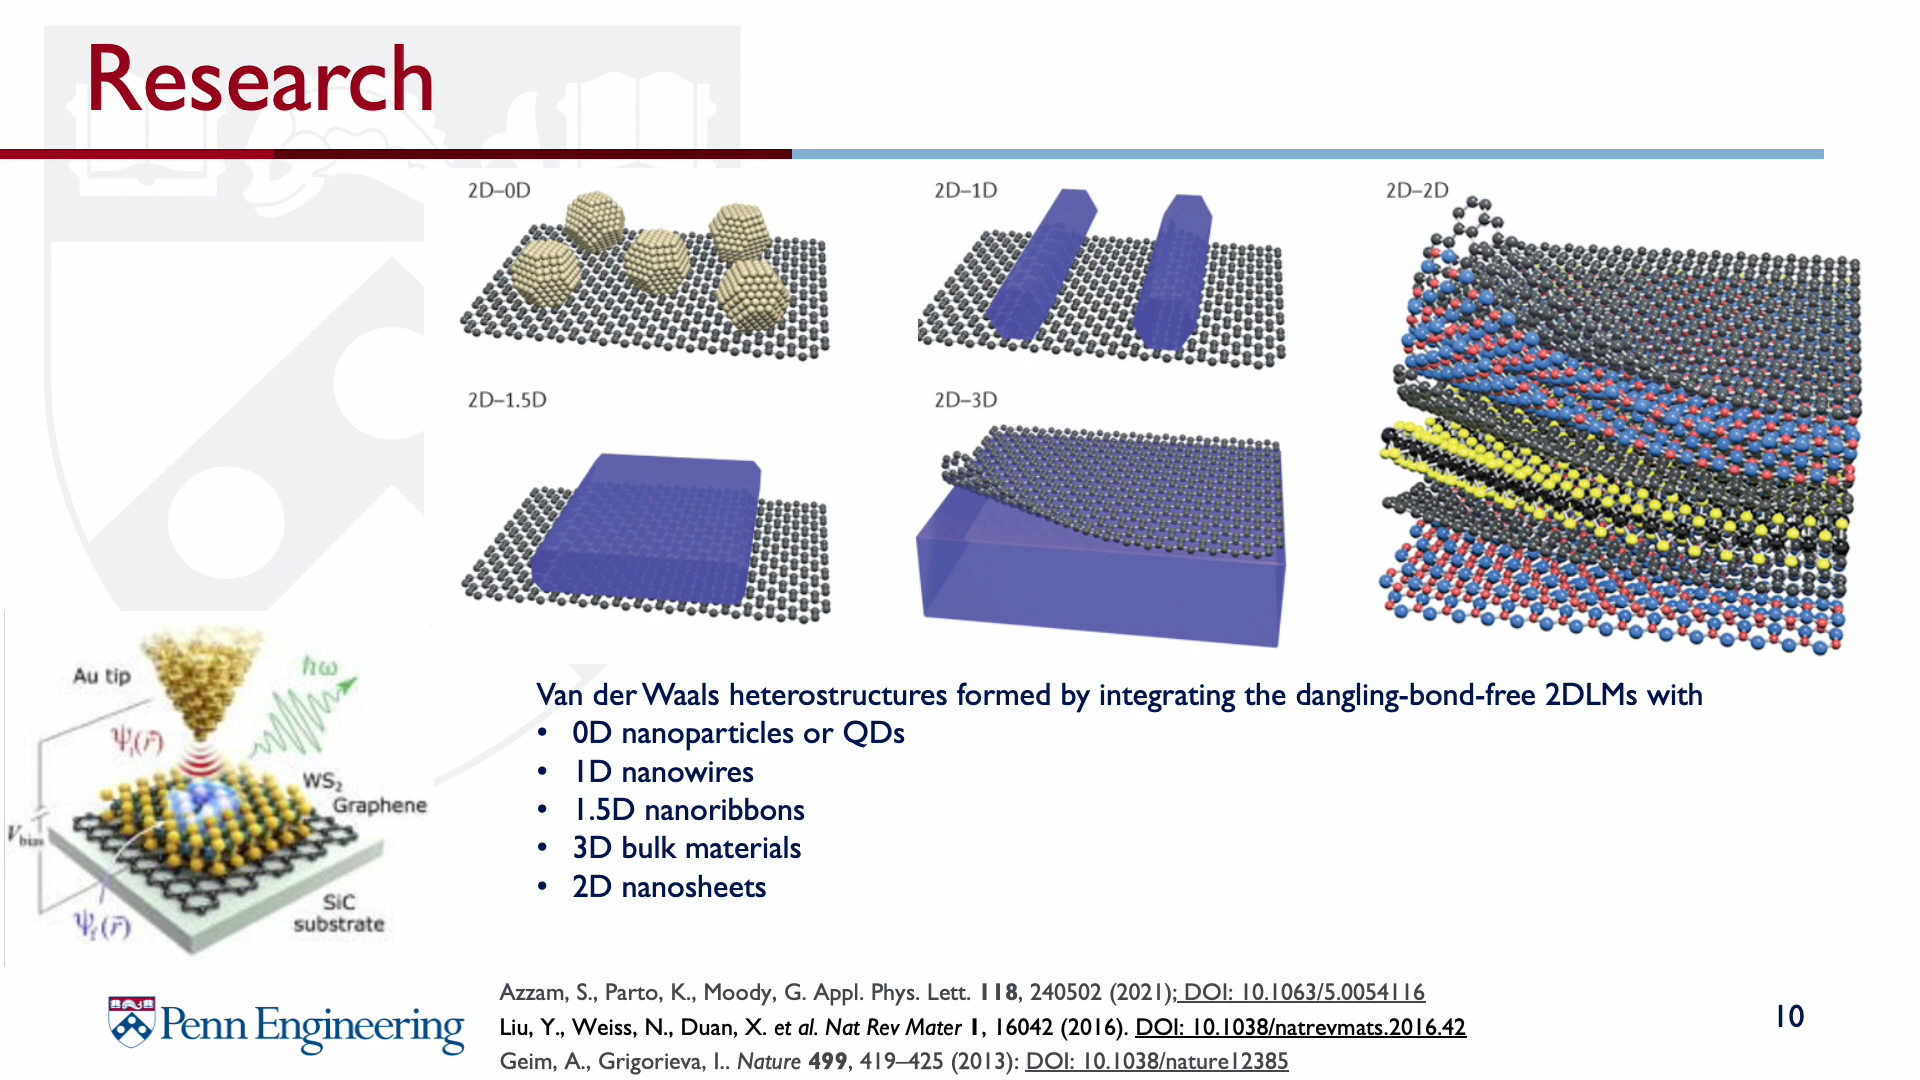 Research
2D–0D
2D–1D
2D–2D
2D–1.5D
2D–3D
Au tip
ħω
Ψᵢ(r⃗)
WS₂
Graphene
V_bias
Ψ_f(r⃗)
SiC
substrate
Van der Waals heterostructures formed by integrating the dangling-bond-free 2DLMs with
• 0D nanoparticles or QDs
• 1D nanowires
• 1.5D nanoribbons
• 3D bulk materials
• 2D nanosheets
Penn Engineering
Azzam, S., Parto, K., Moody, G. Appl. Phys. Lett. 118, 240502 (2021); DOI: 10.1063/5.0054116
Liu, Y., Weiss, N., Duan, X. et al. Nat Rev Mater 1, 16042 (2016). DOI: 10.1038/natrevmats.2016.42
Geim, A., Grigorieva, I.. Nature 499, 419–425 (2013): DOI: 10.1038/nature12385
10